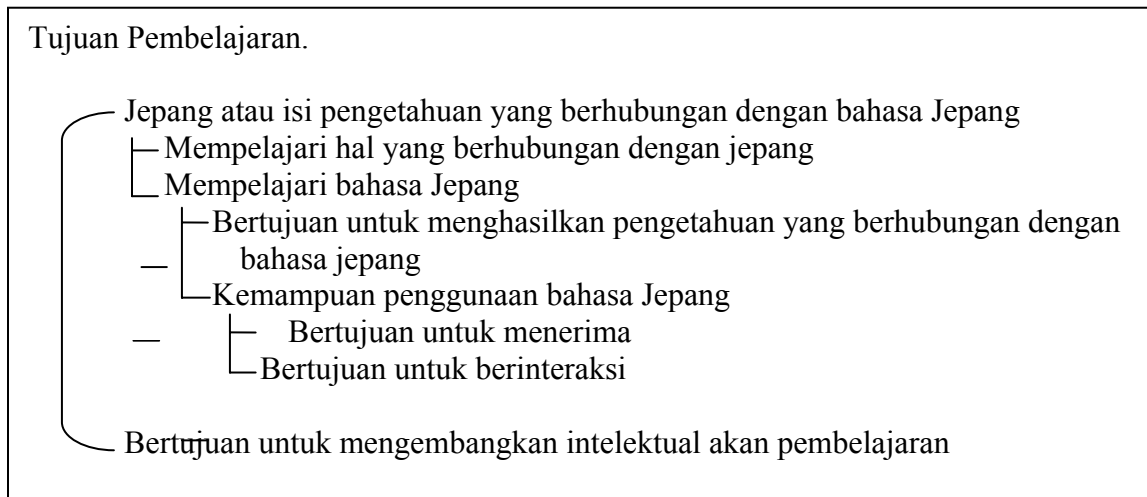 Tujuan Pembelajaran.
Jepang atau isi pengetahuan yang berhubungan dengan bahasa Jepang
Mempelajari hal yang berhubungan dengan jepang
Mempelajari bahasa Jepang
Bertujuan untuk menghasilkan pengetahuan yang berhubungan dengan
bahasa jepang
Kemampuan penggunaan bahasa Jepang
Bertujuan untuk menerima
Bertujuan untuk berinteraksi
Bertujuan untuk mengembangkan intelektual akan pembelajaran